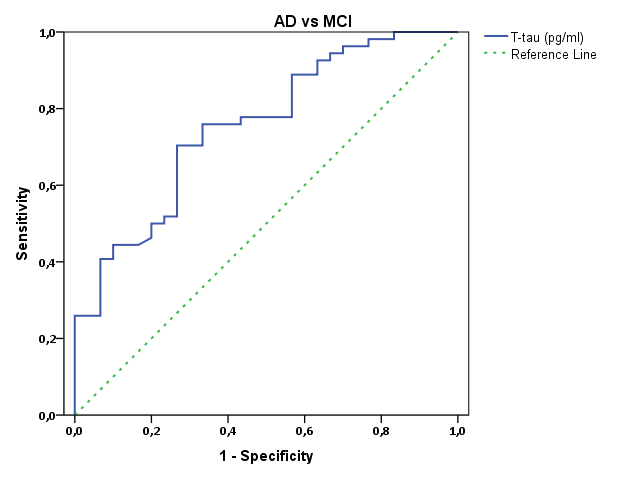 AD vs MCI
T-tau (pg/ml)
Reference Line
1,0
0,8
0,6
0,4
0,2
0,0
Sensitivity
0,0 0,2 0,4 0,6 0,8 1,0
1 - Specificity